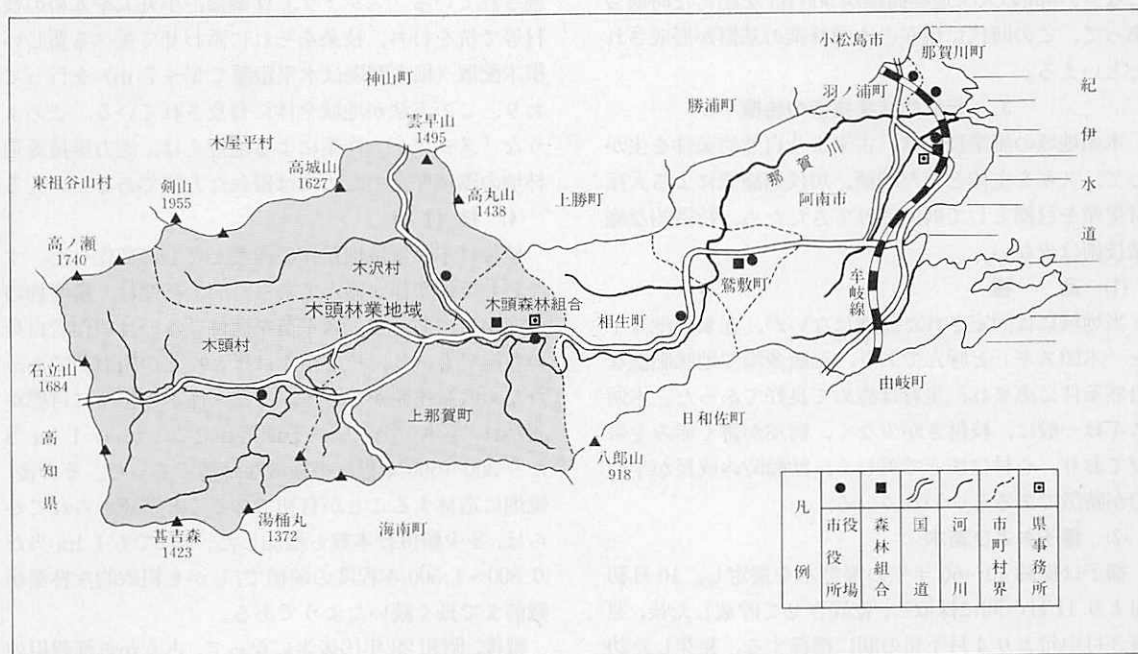 小松島市
那賀川町
神山町
羽ノ浦町
紀伊水道
勝浦町
雲早山
1495
木屋平村
那賀川
高城山
1627
東祖谷山村
剣山
1955
高丸山
1438
上勝町
阿南市
高ノ瀬
1740
木沢村
鷲敷町
牟岐線
木頭森林組合
木頭林業地域
相生町
木頭村
石立山
1684
由岐町
上那賀町
日和佐町
高知県
八郎山
918
湯桶丸
1372
海南町
甚吉森
1423
凡例
市役所
役場
森林組合
国道
河川
市町村界
県事務所